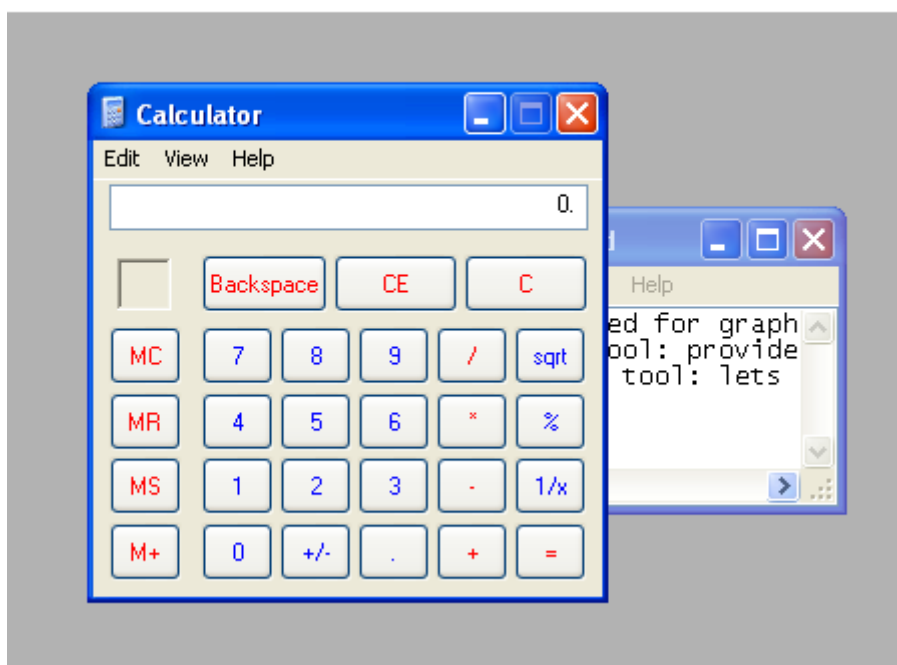 Calculator
Edit View Help
0.
Backspace CE C
MC 7 8 9 / sqrt
MR 4 5 6 * %
MS 1 2 3 - 1/x
M+ 0 +/- . + =
d
Help
ed for graph
ool: provide
tool: lets